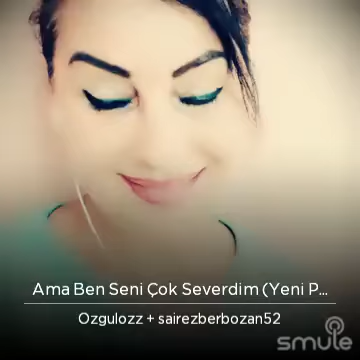 Ama Ben Seni Çok Severdim (Yeni P...
Ozgulozz + sairezberbozan52
smule